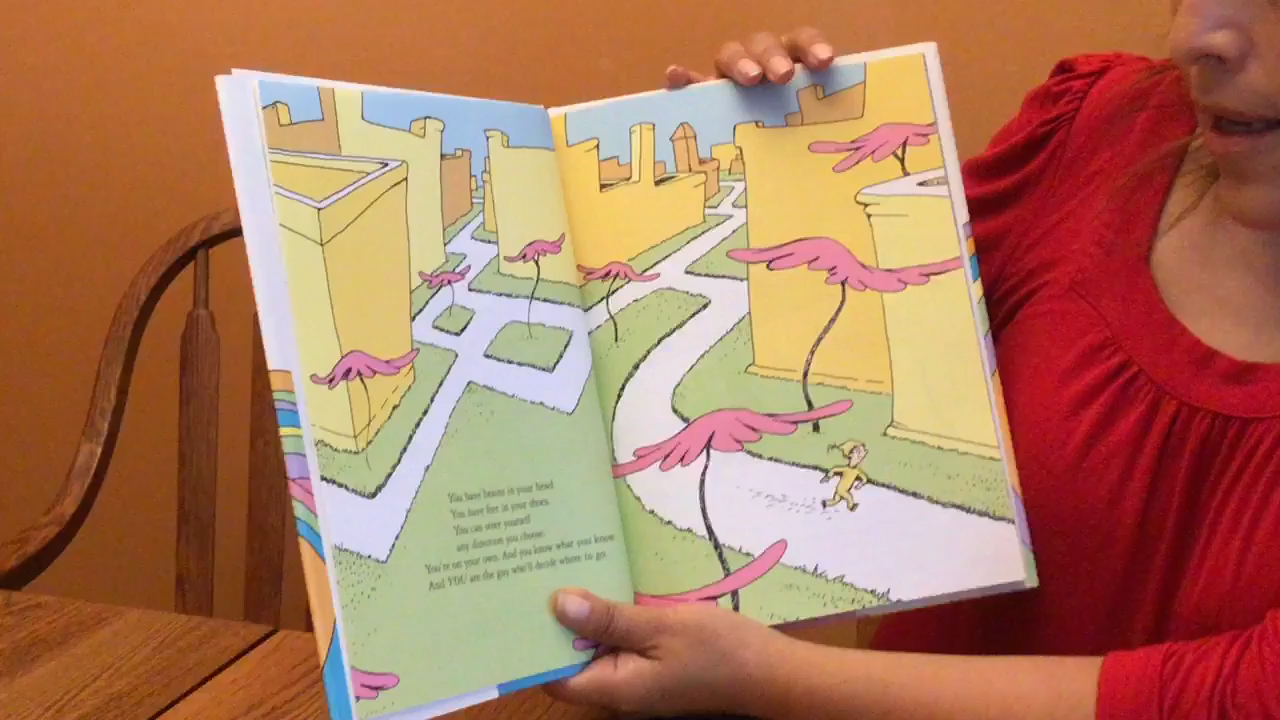 You have brains in your head.
You have feet in your shoes.
You can steer yourself
any direction you choose.
You're on your own. And you know what you know.
And YOU are the guy who'll decide where to go.